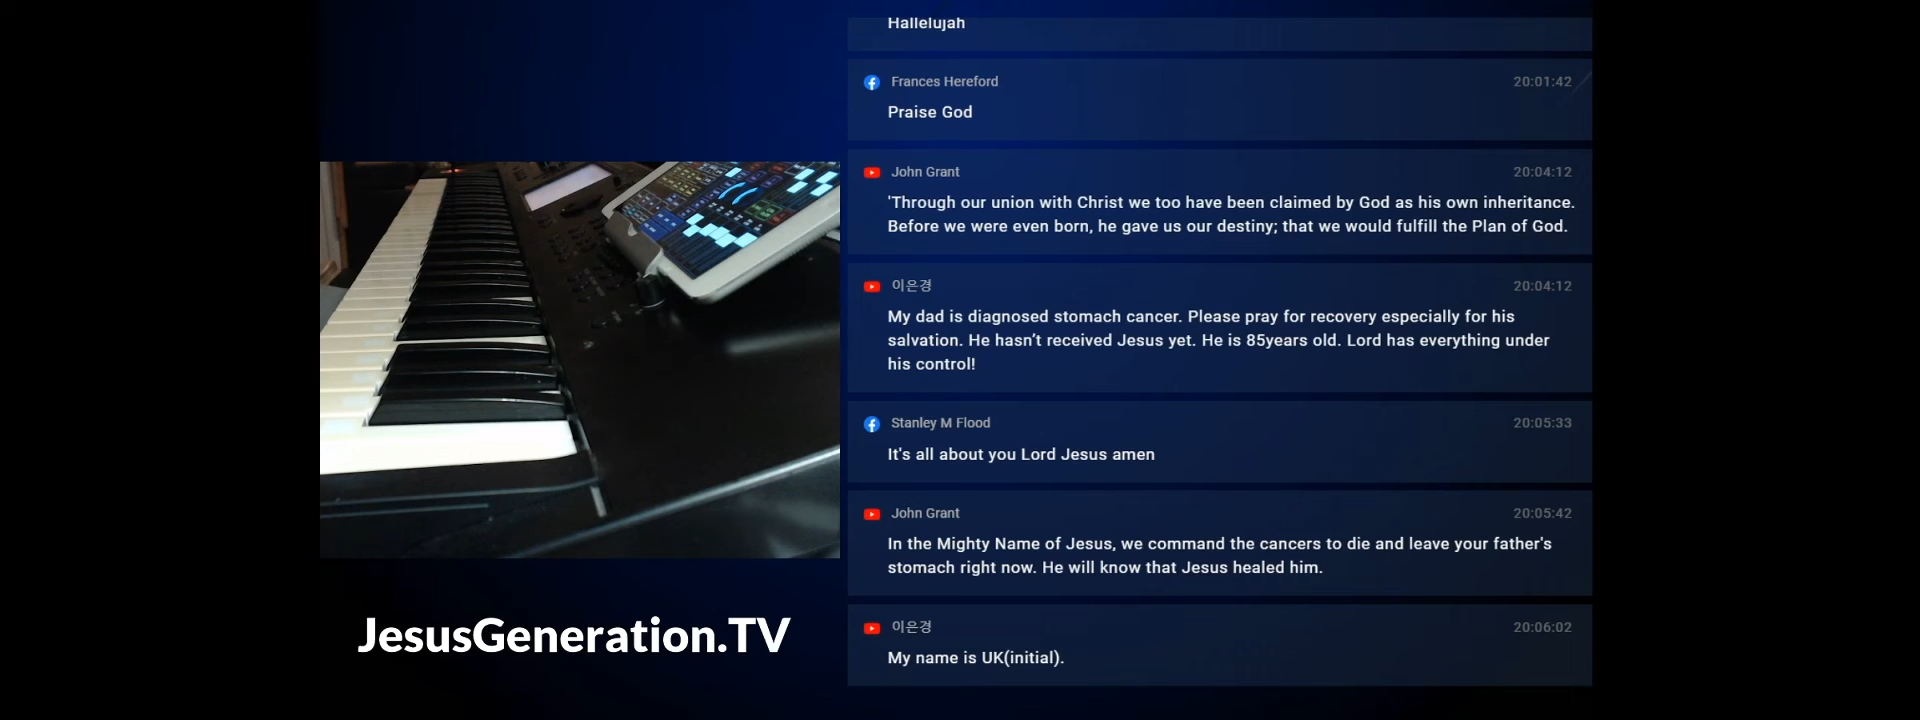 Hallelujah
Frances Hereford 20:01:42
Praise God
John Grant 20:04:12
'Through our union with Christ we too have been claimed by God as his own inheritance.
Before we were even born, he gave us our destiny; that we would fulfill the Plan of God.
이은경 20:04:12
My dad is diagnosed stomach cancer. Please pray for recovery especially for his
salvation. He hasn’t received Jesus yet. He is 85years old. Lord has everything under
his control!
Stanley M Flood 20:05:33
It's all about you Lord Jesus amen
John Grant 20:05:42
In the Mighty Name of Jesus, we command the cancers to die and leave your father's
stomach right now. He will know that Jesus healed him.
이은경 20:06:02
My name is UK(initial).
JesusGeneration.TV